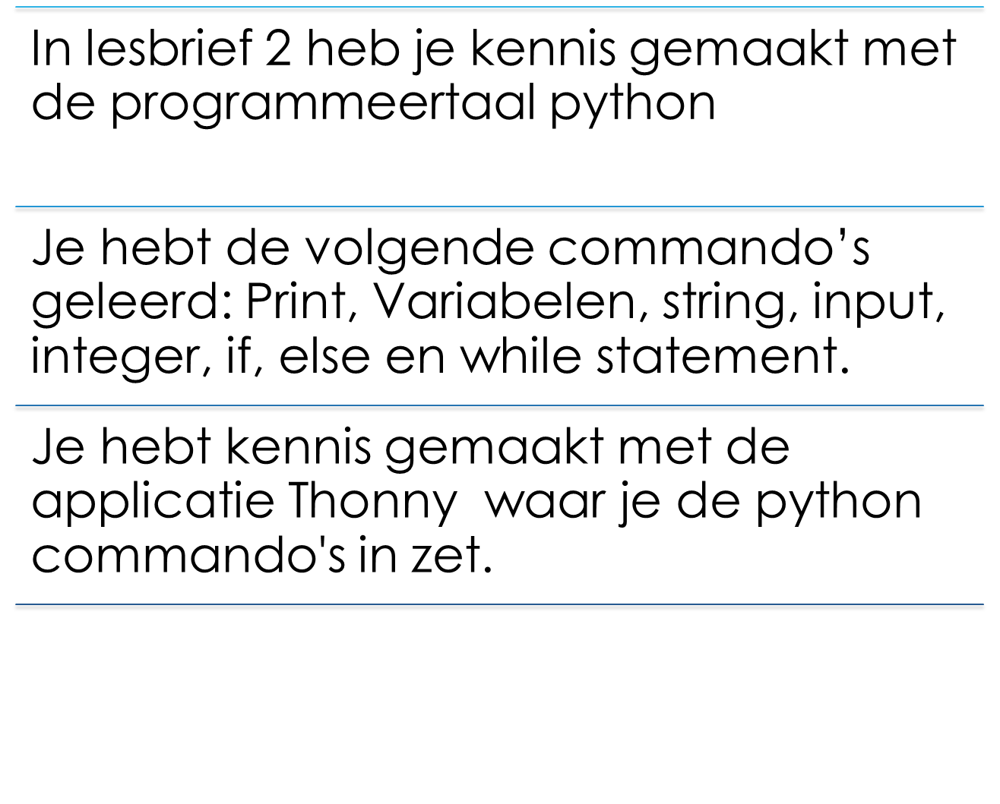 In lesbrief 2 heb je kennis gemaakt met
de programmeertaal python
Je hebt de volgende commando’s
geleerd: Print, Variabelen, string, input,
integer, if, else en while statement.
Je hebt kennis gemaakt met de
applicatie Thonny  waar je de python
commando's in zet.